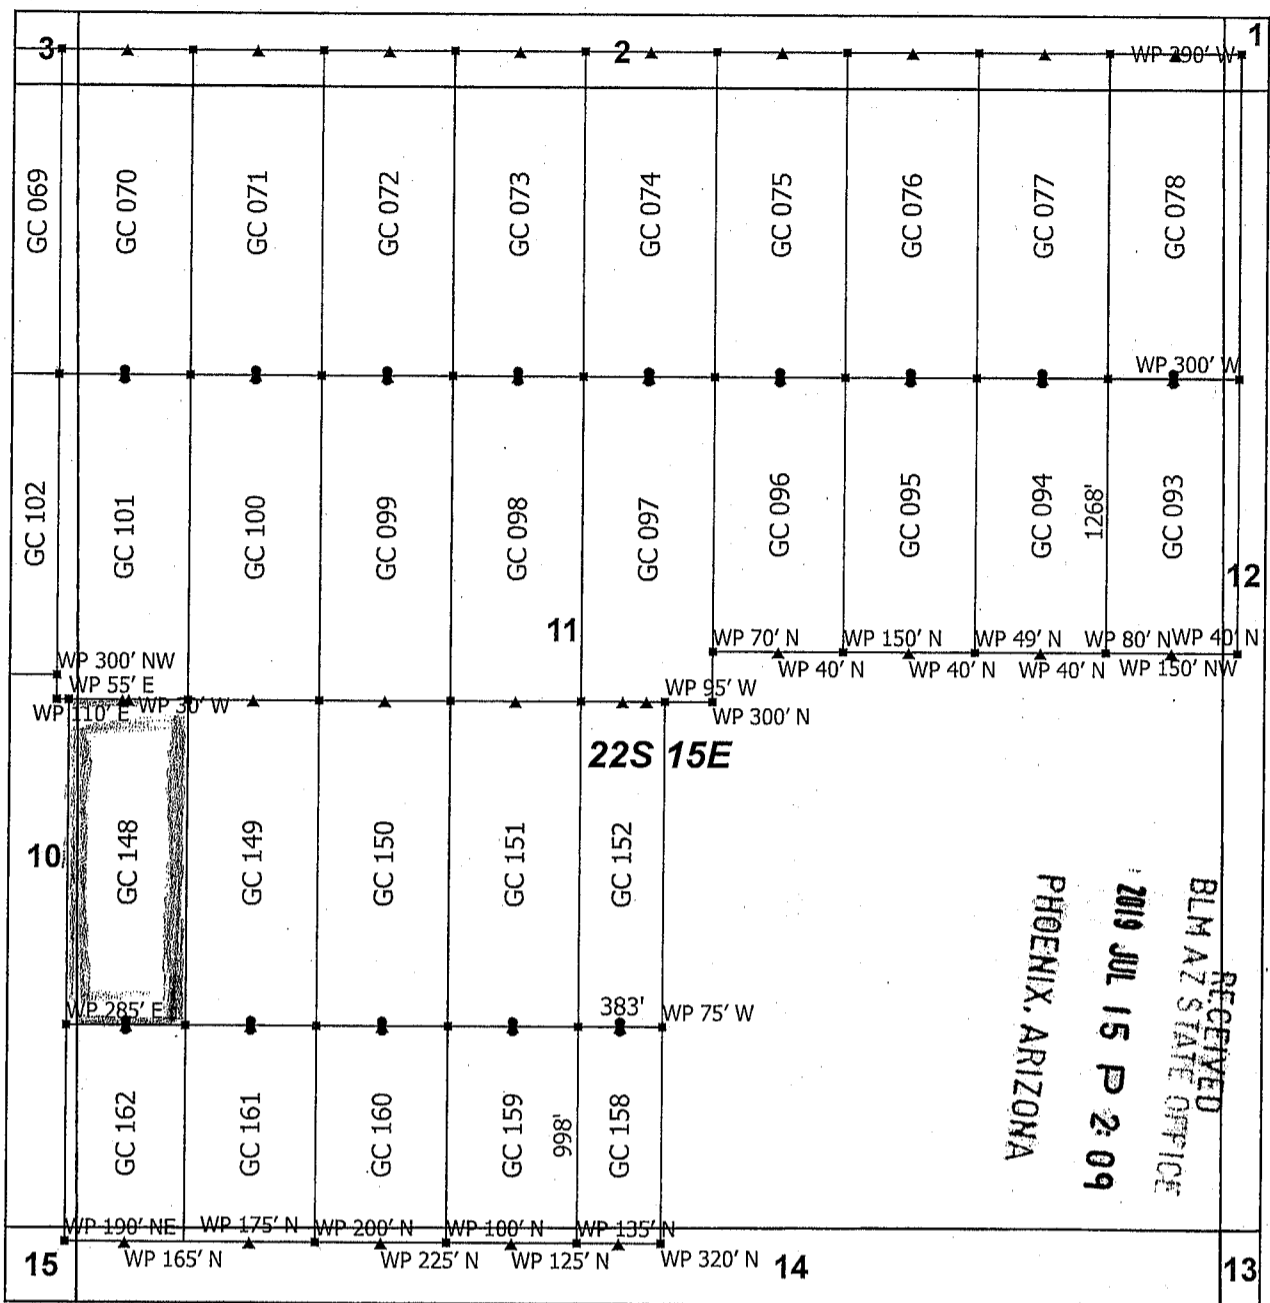 3
2
1
WP 290' W
GC 069
GC 070
GC 071
GC 072
GC 073
GC 074
GC 075
GC 076
GC 077
GC 078
WP 300' W
GC 102
GC 101
GC 100
GC 099
GC 098
GC 097
GC 096
GC 095
GC 094
1268'
GC 093
12
11
WP 70' N
WP 150' N
WP 49' N
WP 80' N
WP 40' N
WP 40' N
WP 40' N
WP 40' N
WP 150' NW
WP 300' NW
WP 55' E
WP 95' W
WP 110' E
WP 30' W
WP 300' N
22S 15E
10
GC 148
GC 149
GC 150
GC 151
GC 152
RECEIVED
BLM AZ STATE OFFICE
2019 JUL 15 P 2:09
PHOENIX, ARIZONA
WP 285' E
383'
WP 75' W
GC 162
GC 161
GC 160
GC 159
998'
GC 158
WP 190' NE
WP 175' N
WP 200' N
WP 100' N
WP 135' N
WP 165' N
WP 225' N
WP 125' N
WP 320' N
15
14
13